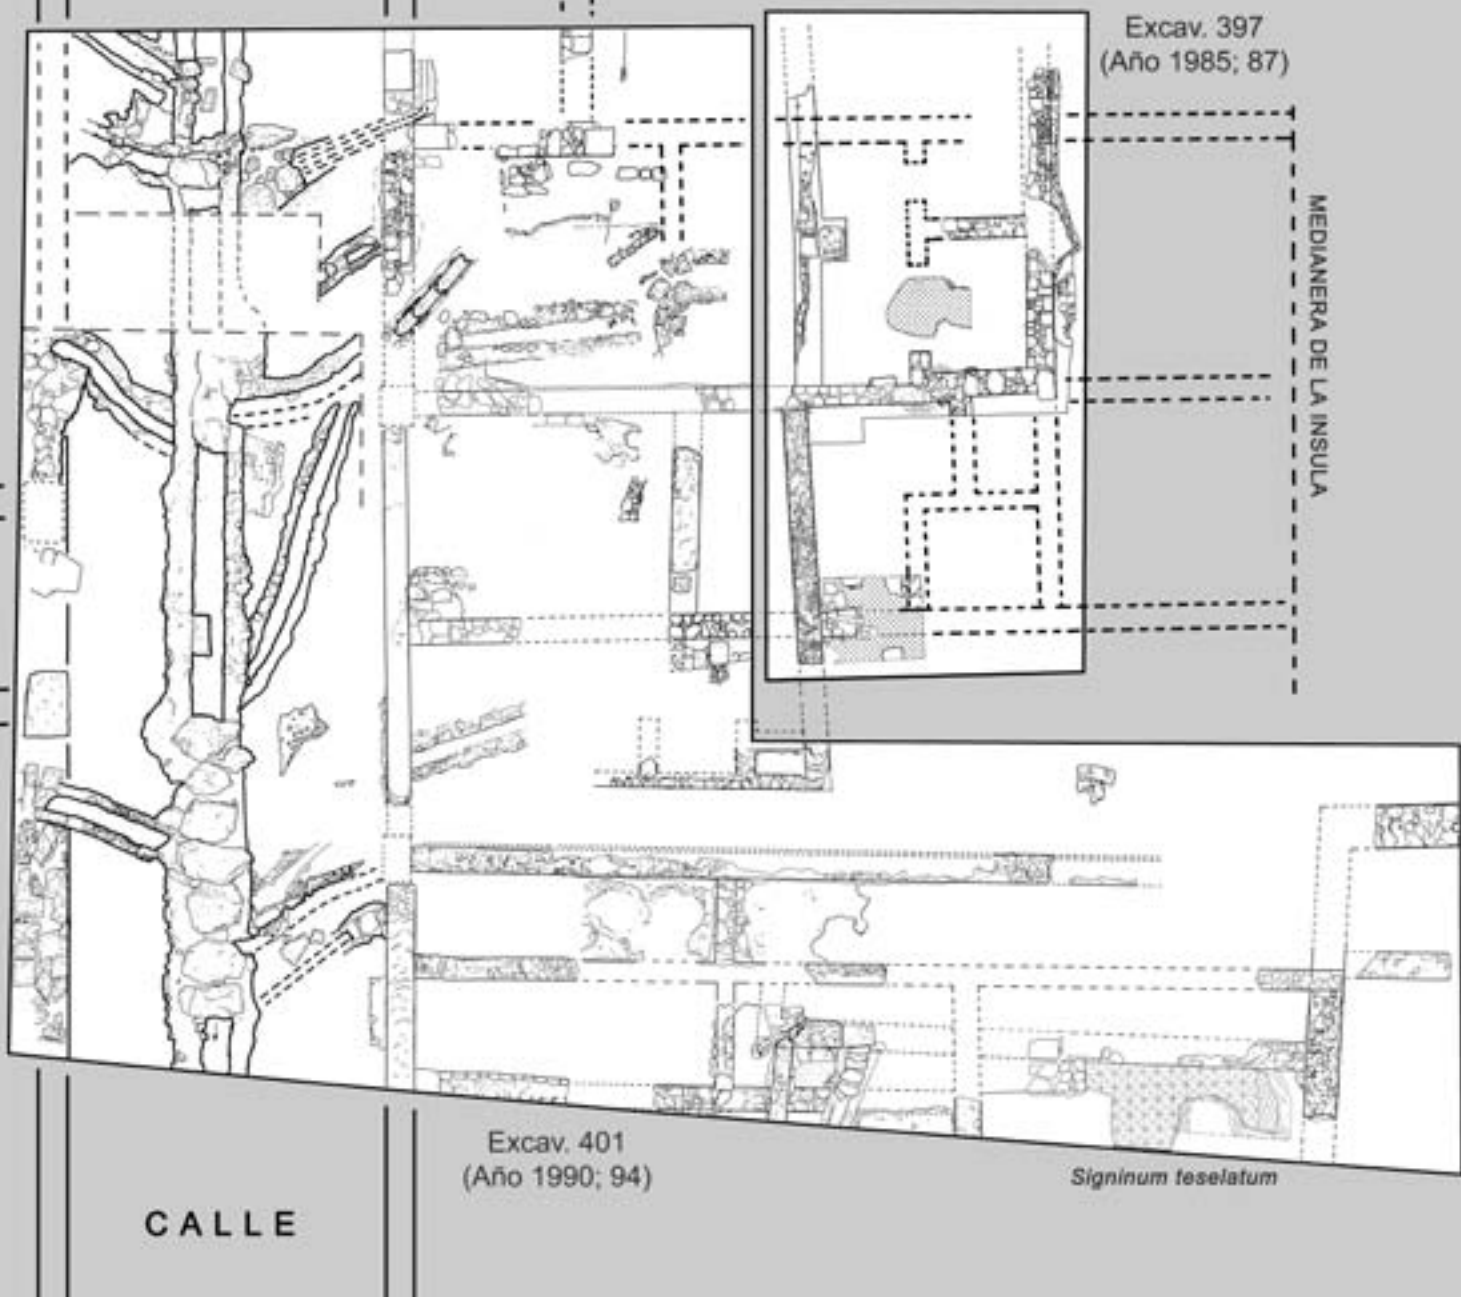 Excav. 397
(Año 1985; 87)
MEDIANERA DE LA INSULA
Excav. 401
(Año 1990; 94)
Signinum teselatum
CALLE